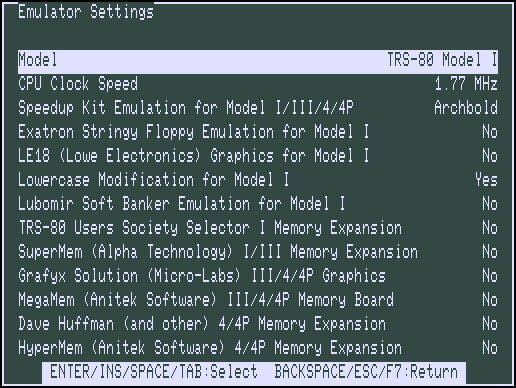 Emulator Settings
Model TRS-80 Model I
CPU Clock Speed 1.77 MHz
Speedup Kit Emulation for Model I/III/4/4P Archbold
Exatron Stringy Floppy Emulation for Model I No
LE18 (Lowe Electronics) Graphics for Model I No
Lowercase Modification for Model I Yes
Lubomir Soft Banker Emulation for Model I No
TRS-80 Users Society Selector I Memory Expansion No
SuperMem (Alpha Technology) I/III Memory Expansion No
Grafyx Solution (Micro-Labs) III/4/4P Graphics No
MegaMem (Anitek Software) III/4/4P Memory Board No
Dave Huffman (and other) 4/4P Memory Expansion No
HyperMem (Anitek Software) 4/4P Memory Expansion No
ENTER/INS/SPACE/TAB:Select BACKSPACE/ESC/F7:Return